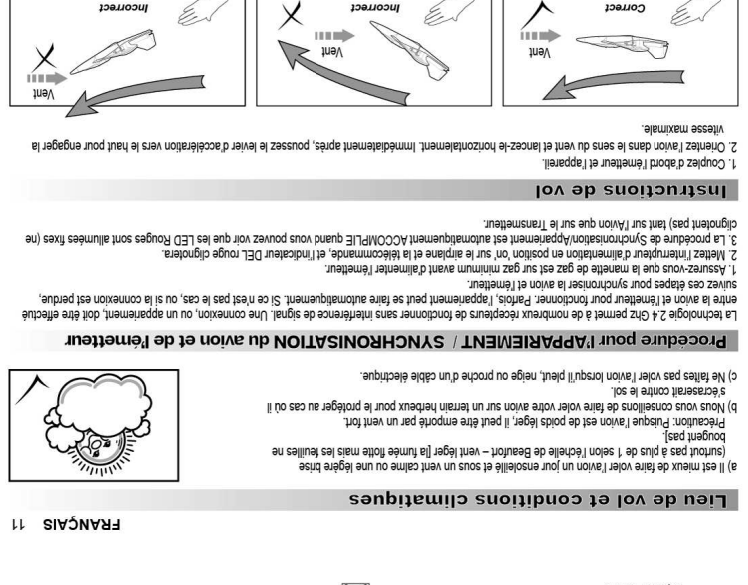 FRANÇAIS 11
Lieu de vol et conditions climatiques
a) Il est mieux de faire voler l'avion un jour ensoleillé et sous un vent calme ou une légère brise
(surtout pas à plus de 1 selon l'échelle de Beaufort – vent léger [la fumée flotte mais les feuilles ne
bougent pas].
Précaution: Puisque l'avion est de poids léger, il peut être emporté par un vent fort.
b) Nous vous conseillons de faire voler votre avion sur un terrain herbeux pour le protéger au cas où il
s'écraserait contre le sol.
c) Ne faites pas voler l'avion lorsqu'il pleut, neige ou proche d'un câble électrique.
Procédure pour l'APPARIEMENT / SYNCHRONISATION du avion et de l'émetteur
La technologie 2.4 Ghz permet à de nombreux récepteurs de fonctionner sans interférence de signal. Une connexion, ou un appariement, doit être effectué
entre la avion et l'émetteur pour fonctionner. Parfois, l'appariement peut se faire automatiquement. Si ce n'est pas le cas, ou si la connexion est perdue,
suivez ces étapes pour synchroniser la avion et l'émetteur.
1. Assurez-vous que la manette de gaz est sur gaz minimum avant d'alimenter l'émetteur.
2. Mettez l'interrupteur d'alimentation en position 'on' sur le airplane et la télécommande, et l'indicateur DEL rouge clignotera.
3. La procédure de Synchronisation/Appariement est automatiquement ACCOMPLIE quand vous pouvez voir que les LED Rouges sont allumées fixes (ne
clignotent pas) tant sur l'Avion que sur le Transmetteur.
Instructions de vol
1. Couplez d'abord l'émetteur et l'appareil.
2. Orientez l'avion dans le sens du vent et lancez-le horizontalement. Immédiatement après, poussez le levier d'accélération vers le haut pour engager la
vitesse maximale.
Vent
Correct
Vent
Incorrect
Vent
Incorrect